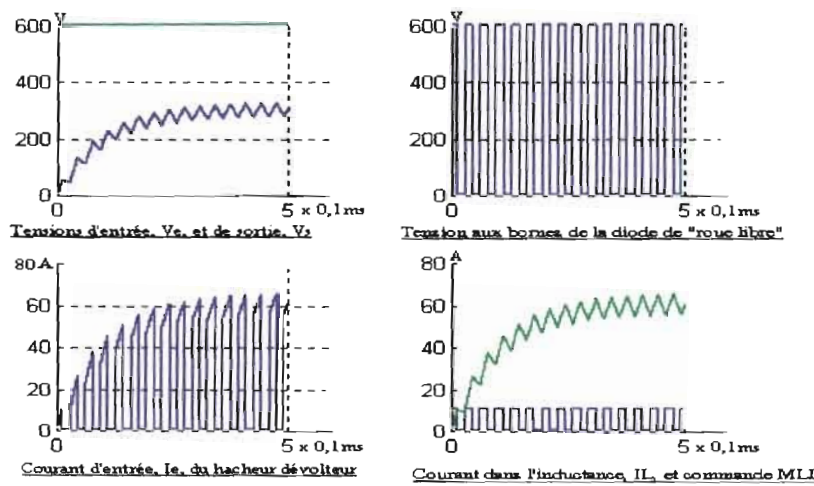 V
600
400
200
0
0
5 x 0,1ms
Tensions d'entrée, Ve, et de sortie, Vs
V
600
400
200
0
0
5 x 0,1ms
Tension aux bornes de la diode de "roue libre"
80 A
60
40
20
0
0
5 x 0,1ms
Courant d'entrée, Ie, du hacheur dévolteur
A
80
60
40
20
0
0
5 x 0,1ms
Courant dans l'inductance, IL, et commande MLI